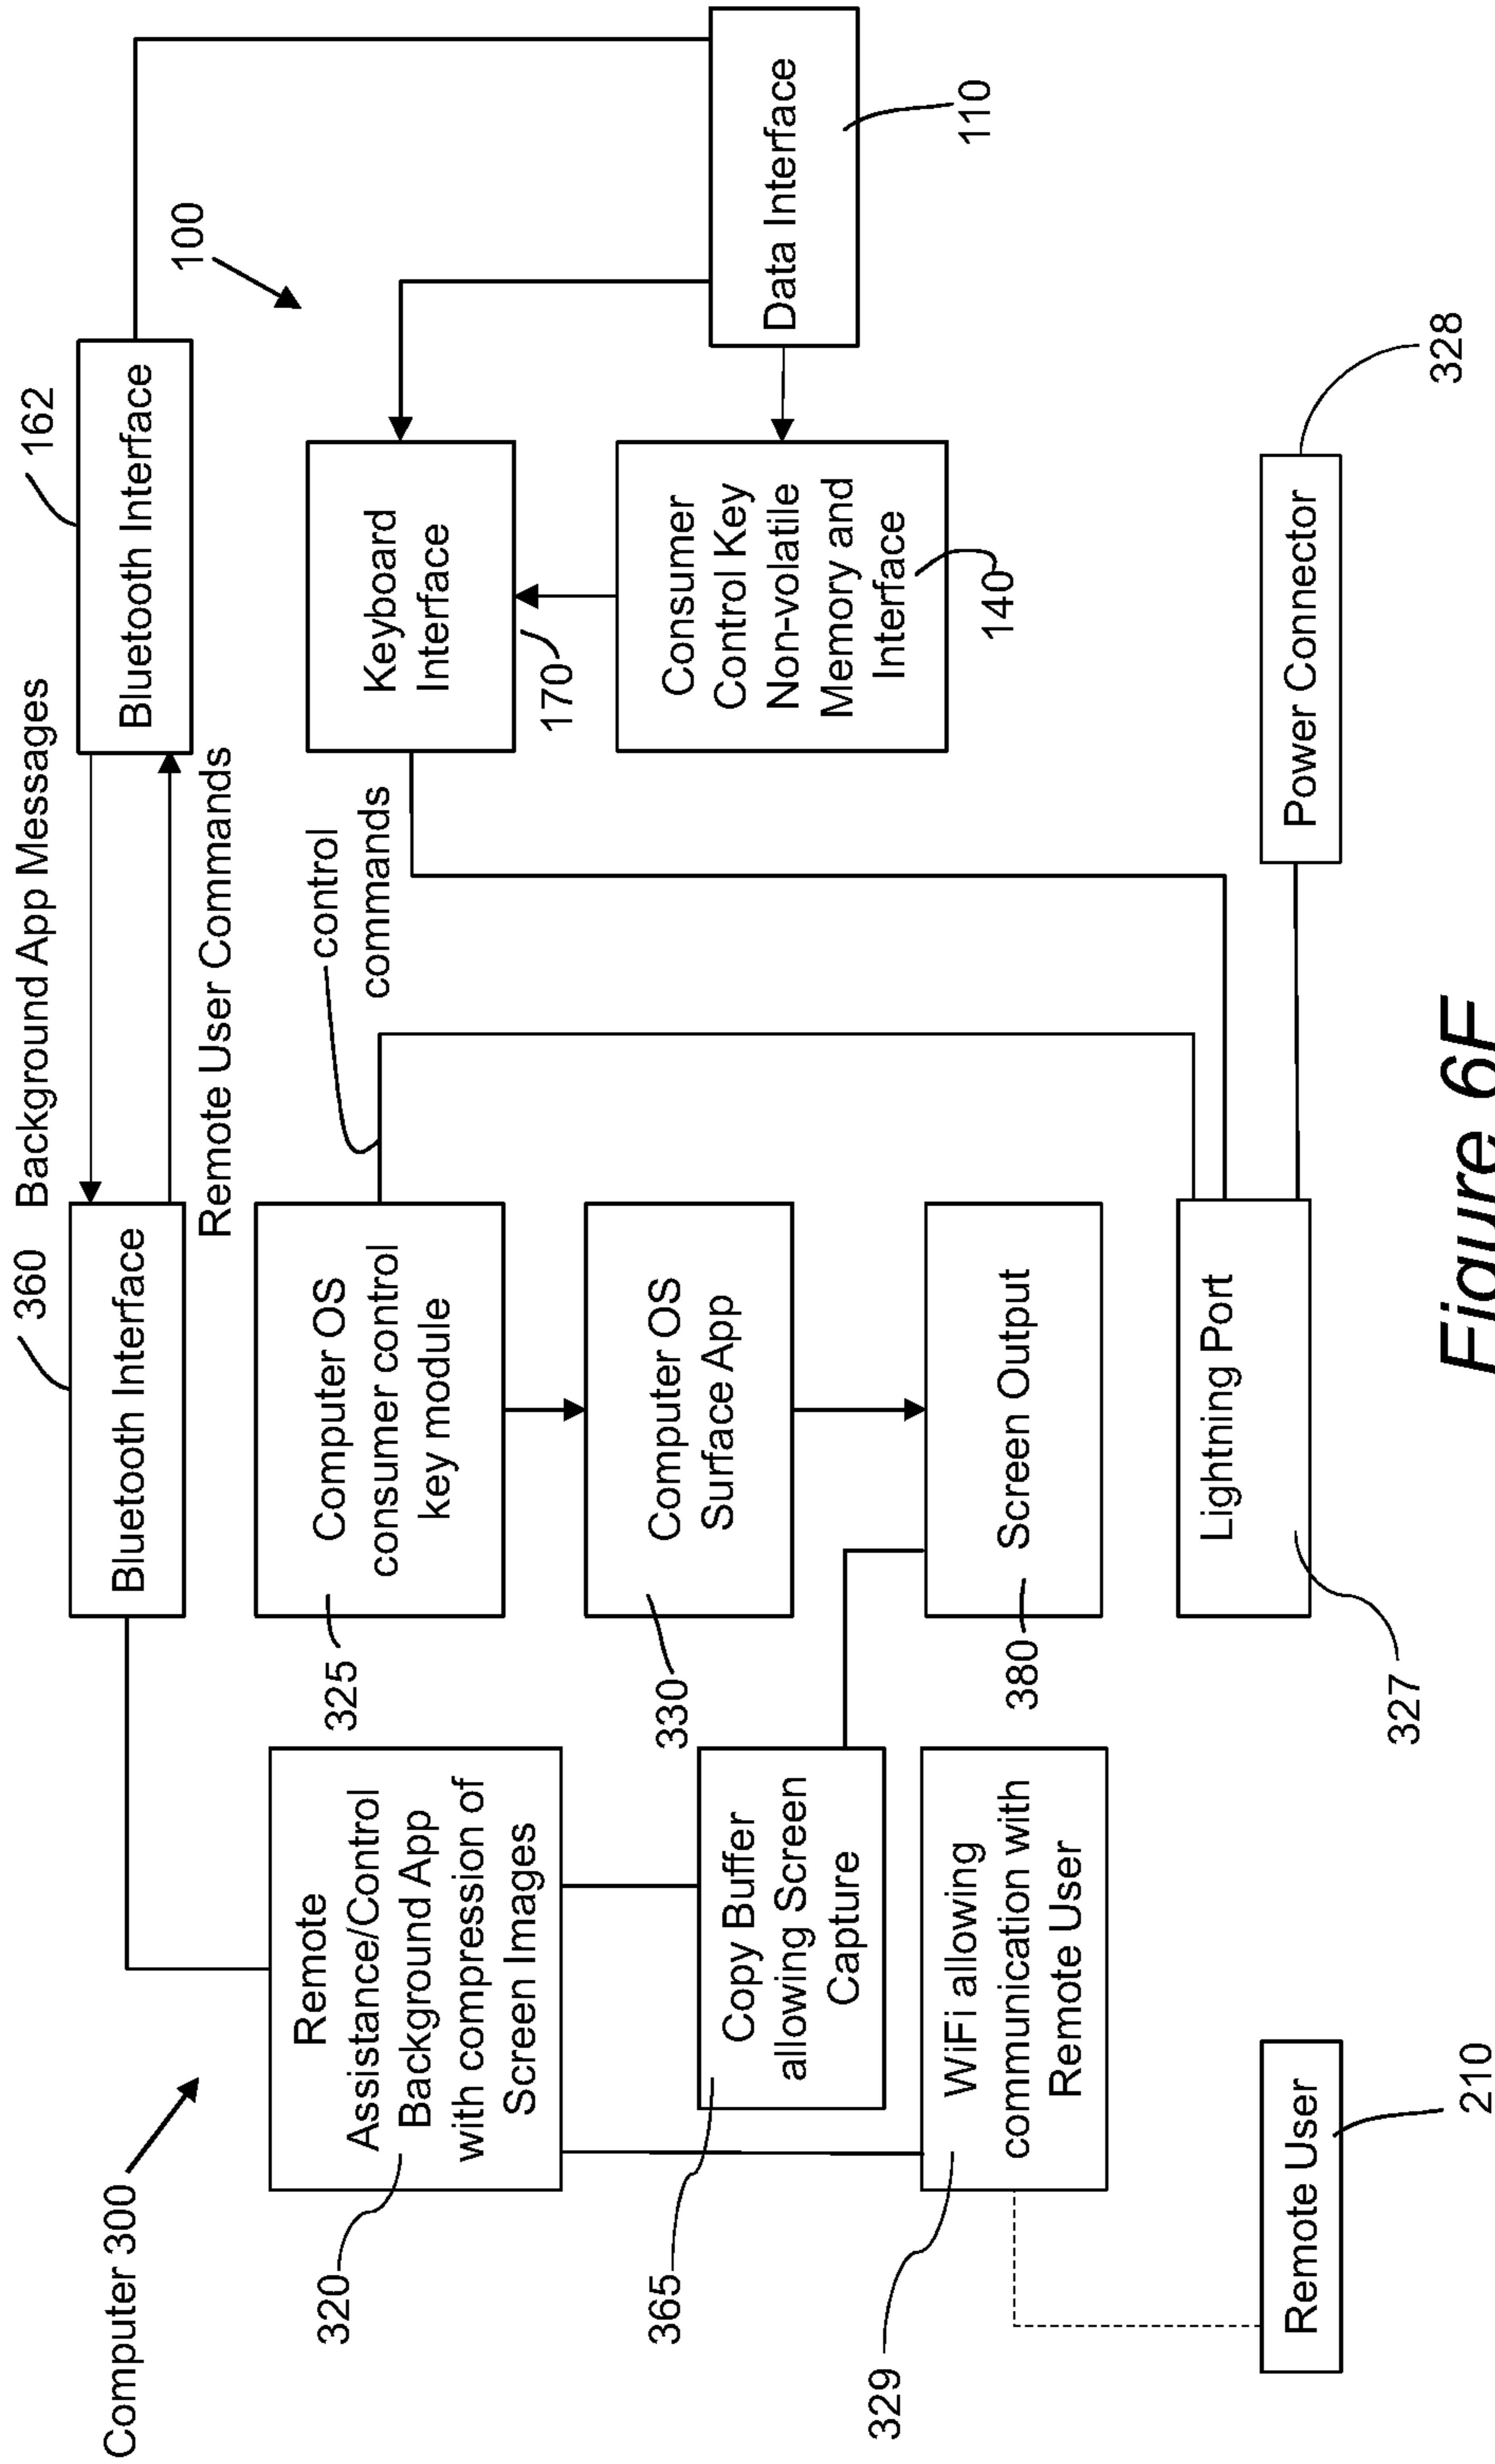 Computer 300
360
Background App Messages
162
Bluetooth Interface
Bluetooth Interface
Remote User Commands
100
Remote
Assistance/Control
Background App
with compression of
Screen Images
320
Computer OS
consumer control
key module
325
control
commands
Keyboard
Interface
170
Data Interface
110
Copy Buffer
allowing Screen
Capture
365
Computer OS
Surface App
330
Consumer
Control Key
Non-volatile
Memory and
Interface
140
WiFi allowing
communication with
Remote User
329
Screen Output
380
Remote User
210
Lightning Port
327
Power Connector
328